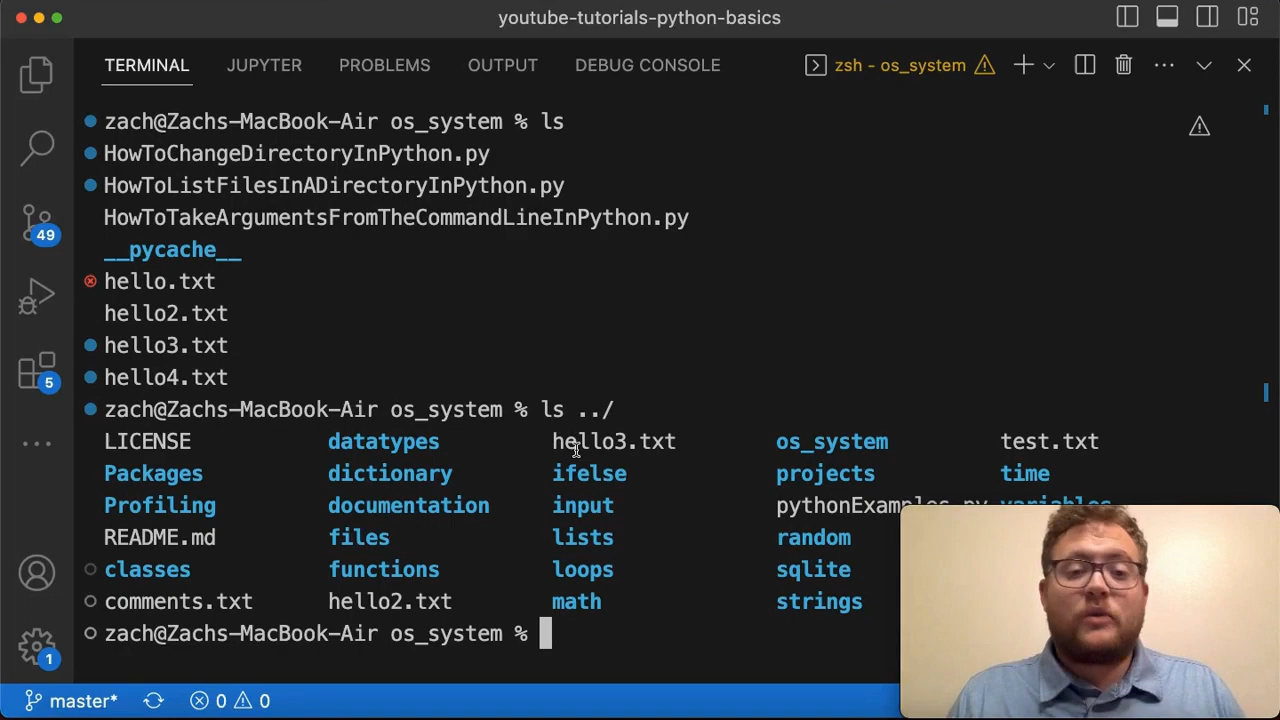 youtube-tutorials-python-basics
TERMINAL JUPYTER PROBLEMS OUTPUT DEBUG CONSOLE zsh - os_system
zach@Zachs-MacBook-Air os_system % ls
HowToChangeDirectoryInPython.py
HowToListFilesInADirectoryInPython.py
HowToTakeArgumentsFromTheCommandLineInPython.py
49
__pycache__
hello.txt
hello2.txt
hello3.txt
hello4.txt
5
zach@Zachs-MacBook-Air os_system % ls ../
LICENSE datatypes hello3.txt os_system test.txt
Packages dictionary ifelse projects time
Profiling documentation input pythonExamples.py variables
README.md files lists random
classes functions loops sqlite
comments.txt hello2.txt math strings
zach@Zachs-MacBook-Air os_system %
1
master* 0 0